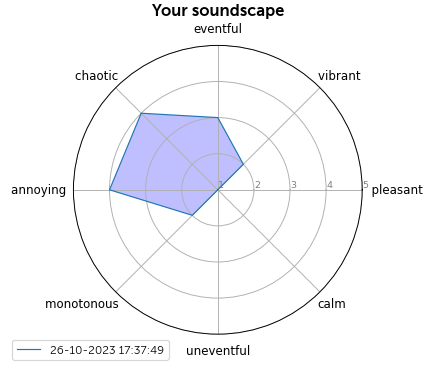 Your soundscape
eventful
chaotic
vibrant
annoying
1
2
3
4
5
pleasant
monotonous
calm
26-10-2023 17:37:49
uneventful